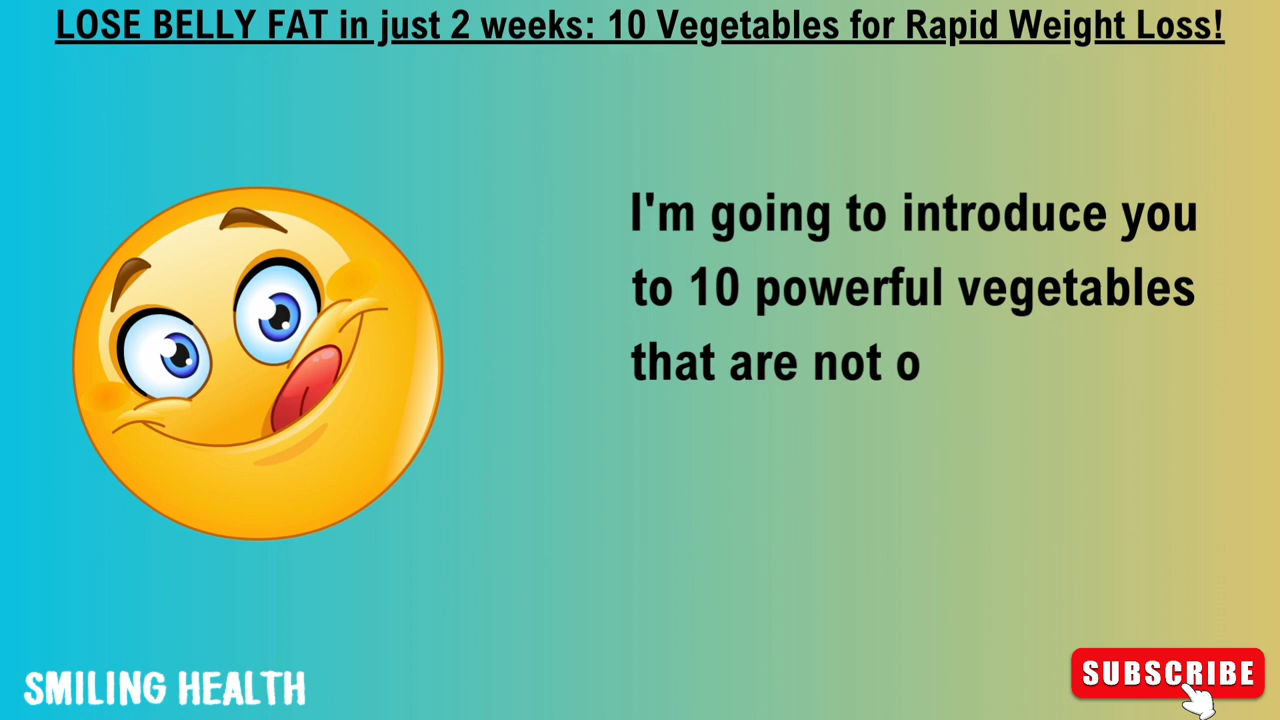 LOSE BELLY FAT in just 2 weeks: 10 Vegetables for Rapid Weight Loss!
I'm going to introduce you
to 10 powerful vegetables
that are not o
SMILING HEALTH
SUBSCRIBE